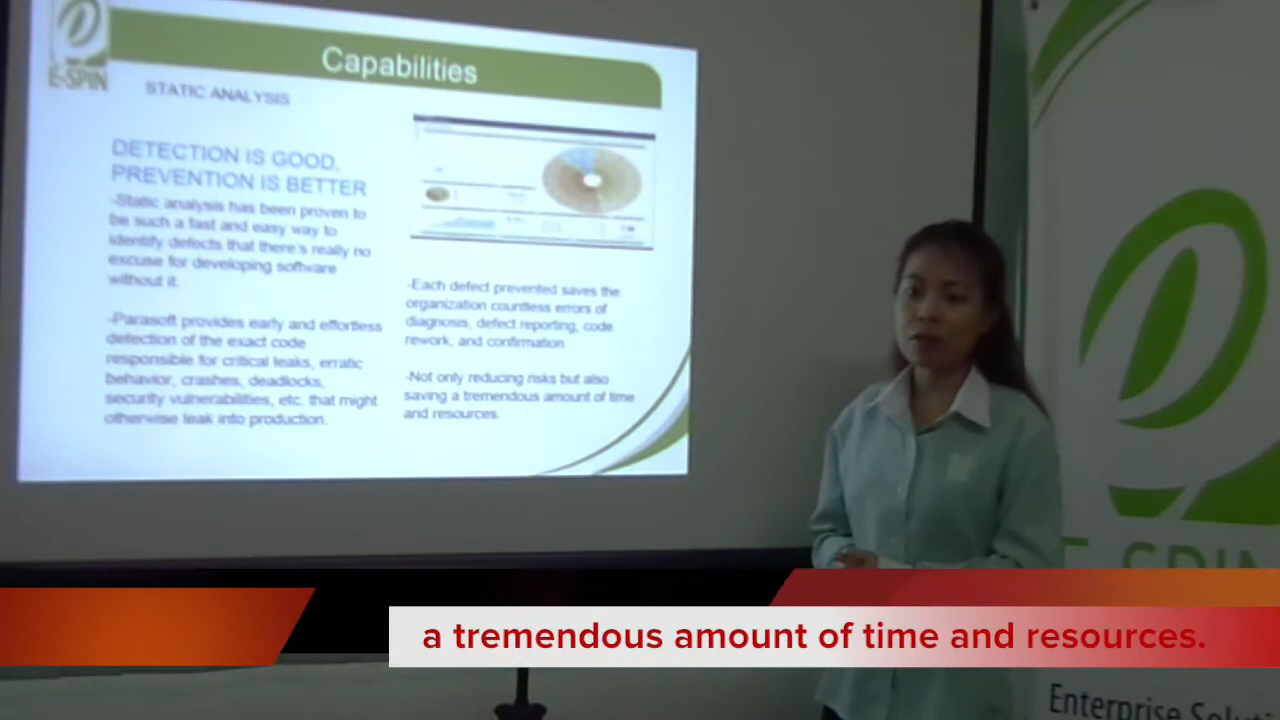 E-SPIN
Capabilities
STATIC ANALYSIS
DETECTION IS GOOD,
PREVENTION IS BETTER
-Static analysis has been proven to
be such a fast and easy way to
identify defects that there's really no
excuse for developing software
without it.
-Parasoft provides early and effortless
detection of the exact code
responsible for critical leaks, erratic
behavior, crashes, deadlocks,
security vulnerabilities, etc. that might
otherwise leak into production.
-Each defect prevented saves the
organization countless errors of
diagnosis, defect reporting, code
rework, and confirmation
-Not only reducing risks but also
saving a tremendous amount of time
and resources.
E-SPIN
a tremendous amount of time and resources.
Enterprise Soluti